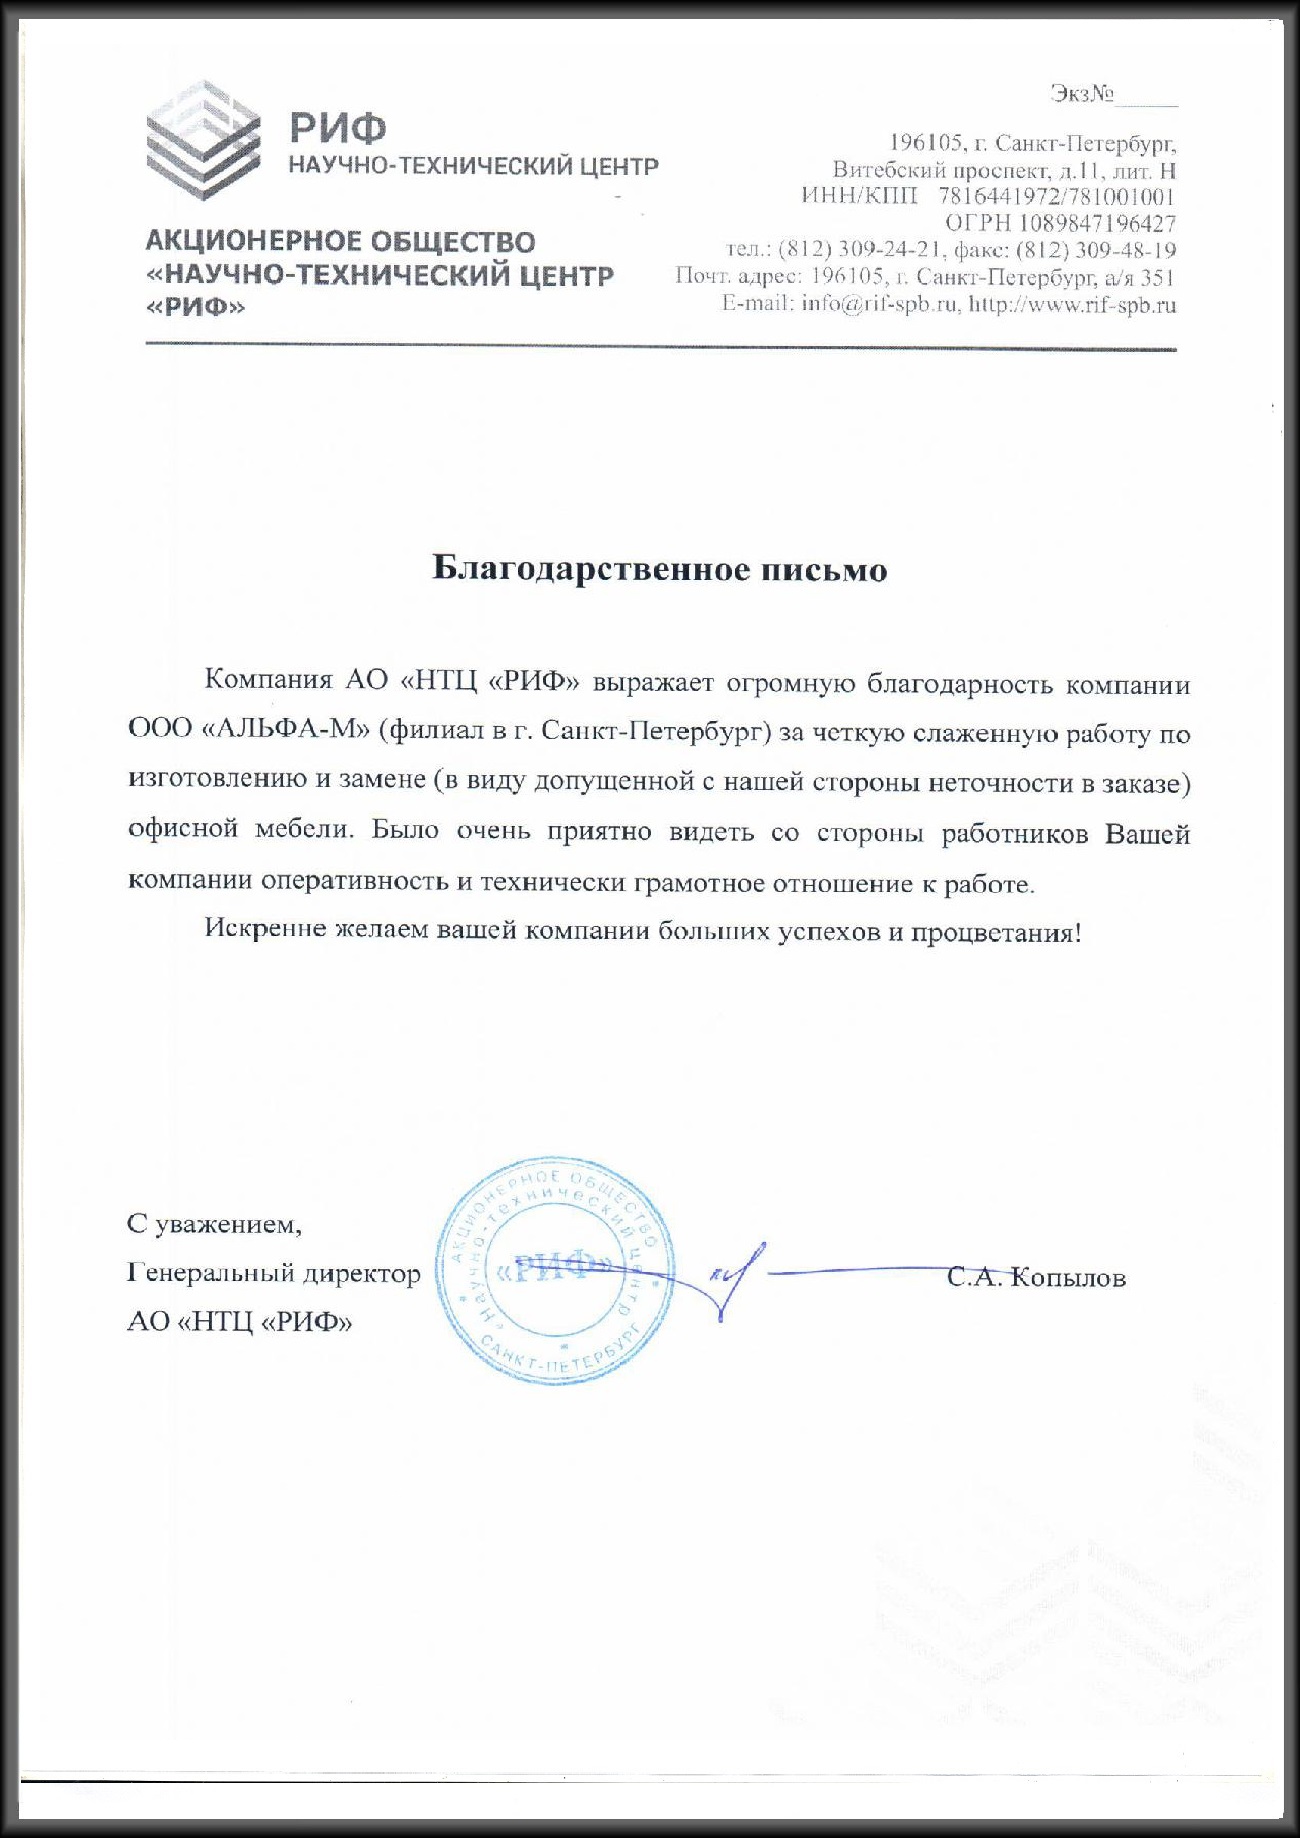 Экз№_____
РИФ
НАУЧНО-ТЕХНИЧЕСКИЙ ЦЕНТР
АКЦИОНЕРНОЕ ОБЩЕСТВО
«НАУЧНО-ТЕХНИЧЕСКИЙ ЦЕНТР
«РИФ»
196105, г. Санкт-Петербург,
Витебский проспект, д.11, лит. Н
ИНН/КПП 7816441972/781001001
ОГРН 1089847196427
тел.: (812) 309-24-21, факс: (812) 309-48-19
Почт. адрес: 196105, г. Санкт-Петербург, а/я 351
E-mail: info@rif-spb.ru, http://www.rif-spb.ru
Благодарственное письмо
Компания АО «НТЦ «РИФ» выражает огромную благодарность компании
ООО «АЛЬФА-М» (филиал в г. Санкт-Петербург) за четкую слаженную работу по
изготовлению и замене (в виду допущенной с нашей стороны неточности в заказе)
офисной мебели. Было очень приятно видеть со стороны работников Вашей
компании оперативность и технически грамотное отношение к работе.
Искренне желаем вашей компании больших успехов и процветания!
С уважением,
Генеральный директор
АО «НТЦ «РИФ»
АКЦИОНЕРНОЕ ОБЩЕСТВО
«Научно-технический центр
«РИФ»
САНКТ-ПЕТЕРБУРГ
С.А. Копылов